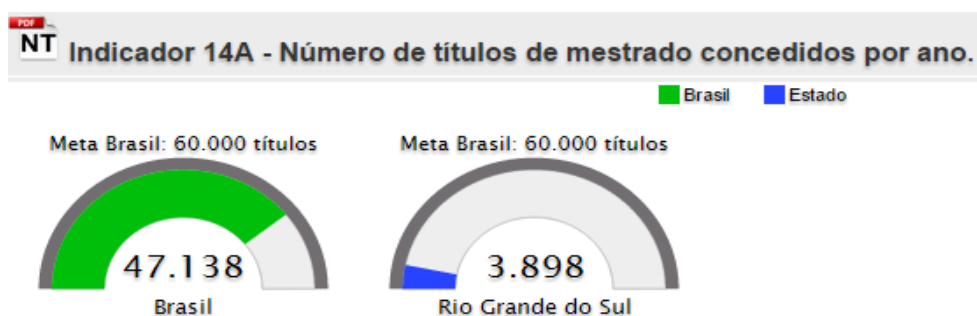 PDF
NT
Indicador 14A - Número de títulos de mestrado concedidos por ano.
Brasil
Estado
Meta Brasil: 60.000 títulos
47.138
Brasil
Meta Brasil: 60.000 títulos
3.898
Rio Grande do Sul